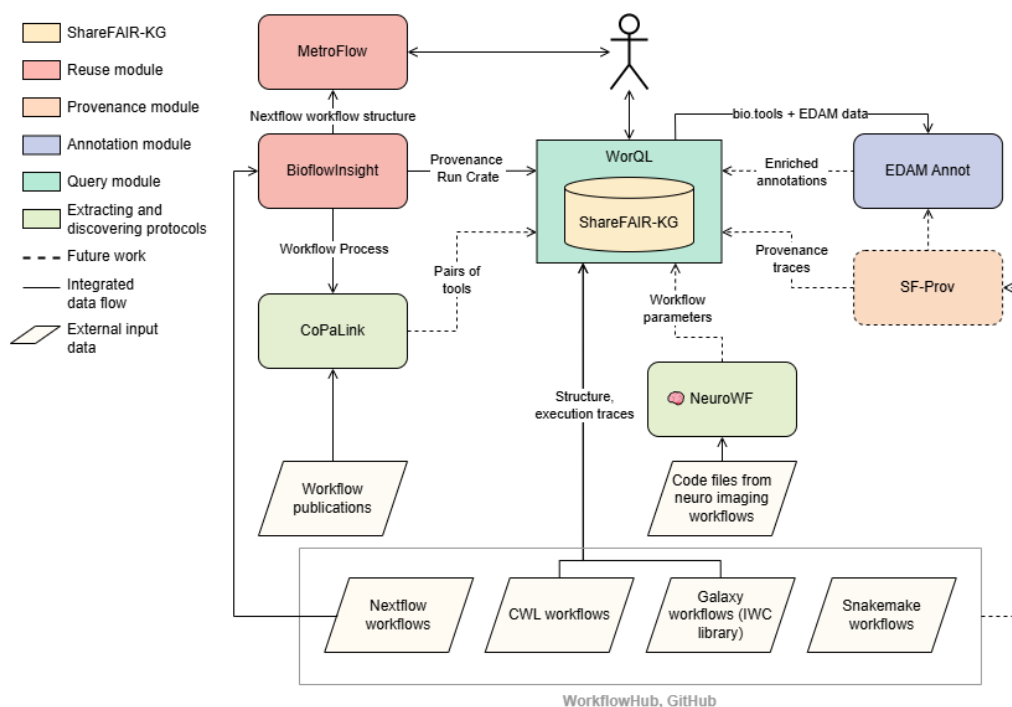 ShareFAIR-KG
Reuse module
Provenance module
Annotation module
Query module
Extracting and
discovering protocols
Future work
Integrated
data flow
External input
data
MetroFlow
Nextflow workflow structure
BioflowInsight
Provenance
Run Crate
WorQL
ShareFAIR-KG
bio.tools + EDAM data
Enriched
annotations
EDAM Annot
Workflow Process
Pairs of
tools
Provenance
traces
SF-Prov
CoPaLink
Workflow
parameters
NeuroWF
Structure,
execution traces
Workflow
publications
Code files from
neuro imaging
workflows
Nextflow
workflows
CWL workflows
Galaxy
workflows (IWC
library)
Snakemake
workflows
WorkflowHub, GitHub